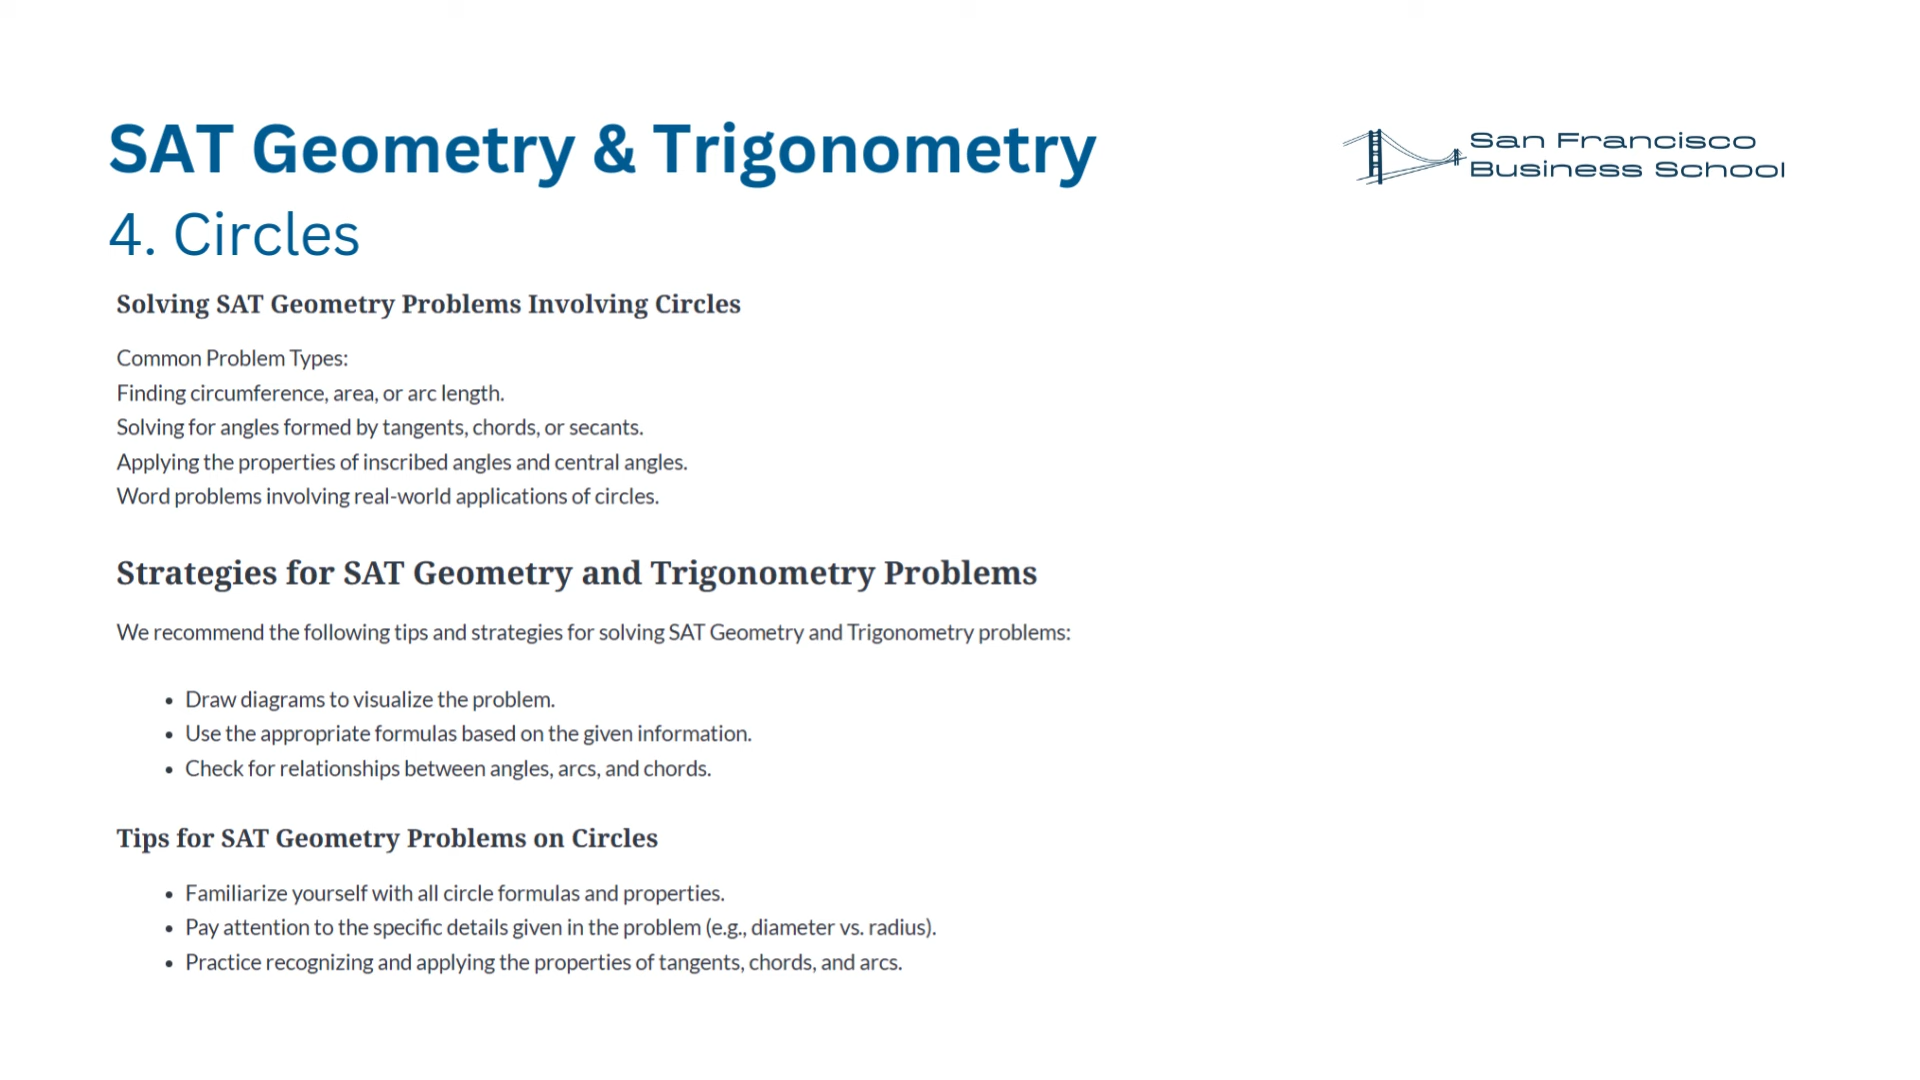 SAT Geometry & Trigonometry
San Francisco
Business School
4. Circles
Solving SAT Geometry Problems Involving Circles
Common Problem Types:
Finding circumference, area, or arc length.
Solving for angles formed by tangents, chords, or secants.
Applying the properties of inscribed angles and central angles.
Word problems involving real-world applications of circles.
Strategies for SAT Geometry and Trigonometry Problems
We recommend the following tips and strategies for solving SAT Geometry and Trigonometry problems:
• Draw diagrams to visualize the problem.
• Use the appropriate formulas based on the given information.
• Check for relationships between angles, arcs, and chords.
Tips for SAT Geometry Problems on Circles
• Familiarize yourself with all circle formulas and properties.
• Pay attention to the specific details given in the problem (e.g., diameter vs. radius).
• Practice recognizing and applying the properties of tangents, chords, and arcs.